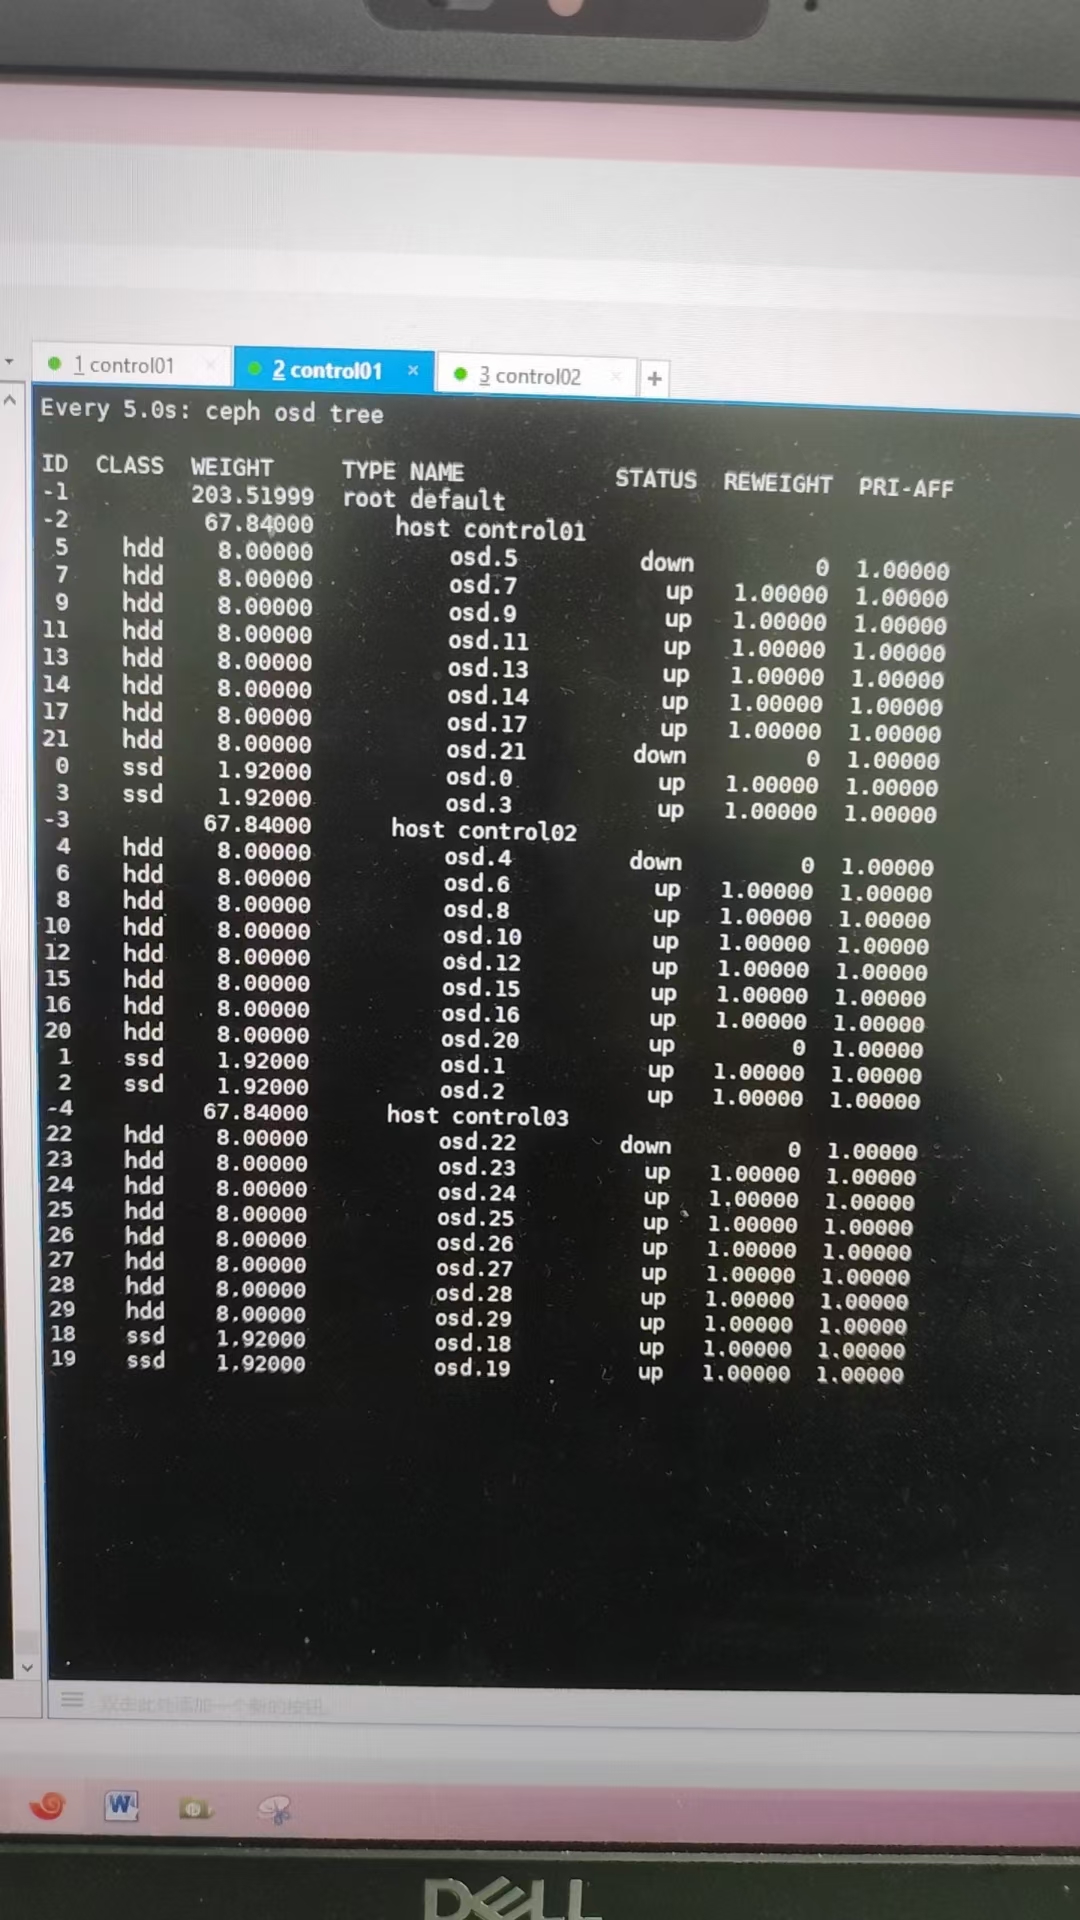 1 control01
2 control01
3 control02
Every 5.0s: ceph osd tree
ID CLASS WEIGHT TYPE NAME STATUS REWEIGHT PRI-AFF
-1 203.51999 root default
-2 67.84000 host control01
5 hdd 8.00000 osd.5 down 0 1.00000
7 hdd 8.00000 osd.7 up 1.00000 1.00000
9 hdd 8.00000 osd.9 up 1.00000 1.00000
11 hdd 8.00000 osd.11 up 1.00000 1.00000
13 hdd 8.00000 osd.13 up 1.00000 1.00000
14 hdd 8.00000 osd.14 up 1.00000 1.00000
17 hdd 8.00000 osd.17 up 1.00000 1.00000
21 hdd 8.00000 osd.21 down 0 1.00000
0 ssd 1.92000 osd.0 up 1.00000 1.00000
3 ssd 1.92000 osd.3 up 1.00000 1.00000
-3 67.84000 host control02
4 hdd 8.00000 osd.4 down 0 1.00000
6 hdd 8.00000 osd.6 up 1.00000 1.00000
8 hdd 8.00000 osd.8 up 1.00000 1.00000
10 hdd 8.00000 osd.10 up 1.00000 1.00000
12 hdd 8.00000 osd.12 up 1.00000 1.00000
15 hdd 8.00000 osd.15 up 1.00000 1.00000
16 hdd 8.00000 osd.16 up 1.00000 1.00000
20 hdd 8.00000 osd.20 up 0 1.00000
1 ssd 1.92000 osd.1 up 1.00000 1.00000
2 ssd 1.92000 osd.2 up 1.00000 1.00000
-4 67.84000 host control03
22 hdd 8.00000 osd.22 down 0 1.00000
23 hdd 8.00000 osd.23 up 1.00000 1.00000
24 hdd 8.00000 osd.24 up 1.00000 1.00000
25 hdd 8.00000 osd.25 up 1.00000 1.00000
26 hdd 8.00000 osd.26 up 1.00000 1.00000
27 hdd 8.00000 osd.27 up 1.00000 1.00000
28 hdd 8.00000 osd.28 up 1.00000 1.00000
29 hdd 8.00000 osd.29 up 1.00000 1.00000
18 ssd 1.92000 osd.18 up 1.00000 1.00000
19 ssd 1.92000 osd.19 up 1.00000 1.00000
双击此处添加一个新的按钮.
W
DELL